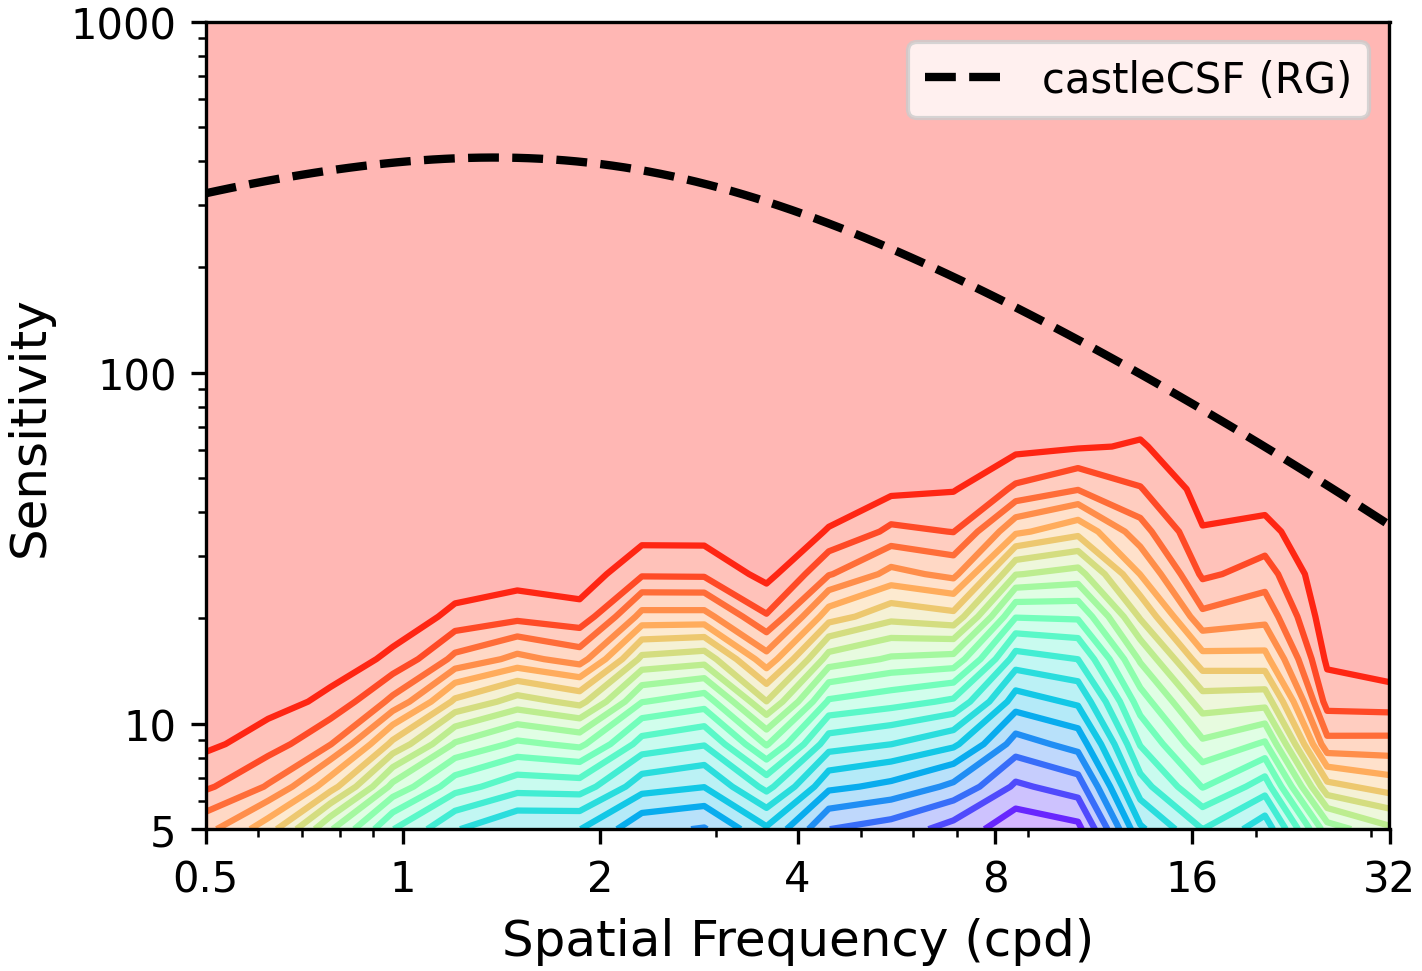 1000
castleCSF (RG)
100
Sensitivity
10
5
0.5 1 2 4 8 16 32
Spatial Frequency (cpd)